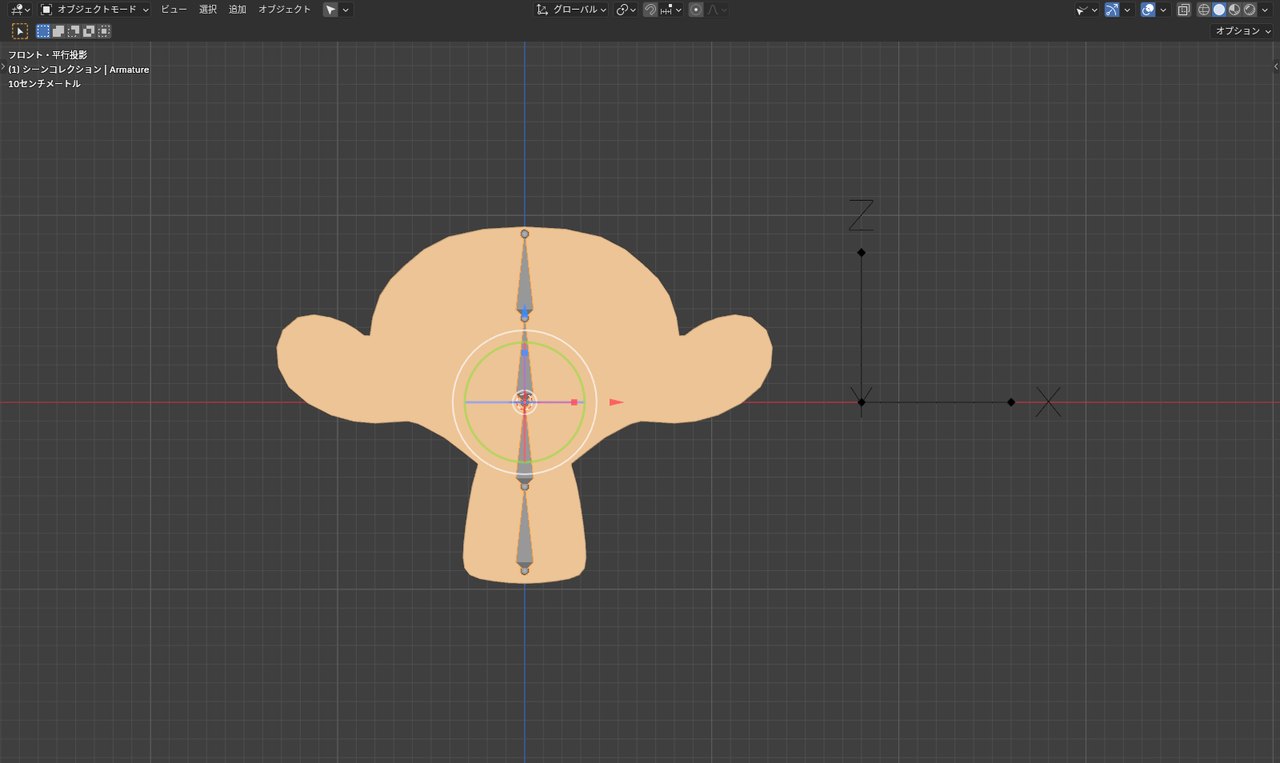 オブジェクトモード ビュー 選択 追加 オブジェクト グローバル
オプション
フロント・平行投影
(1) シーンコレクション | Armature
10センチメートル
Z
Y X